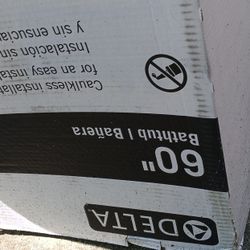 DELTA
60"
Bathtub | Bañera
Caulkless installat
for an easy insta
Instalación sin
y sin ensucia